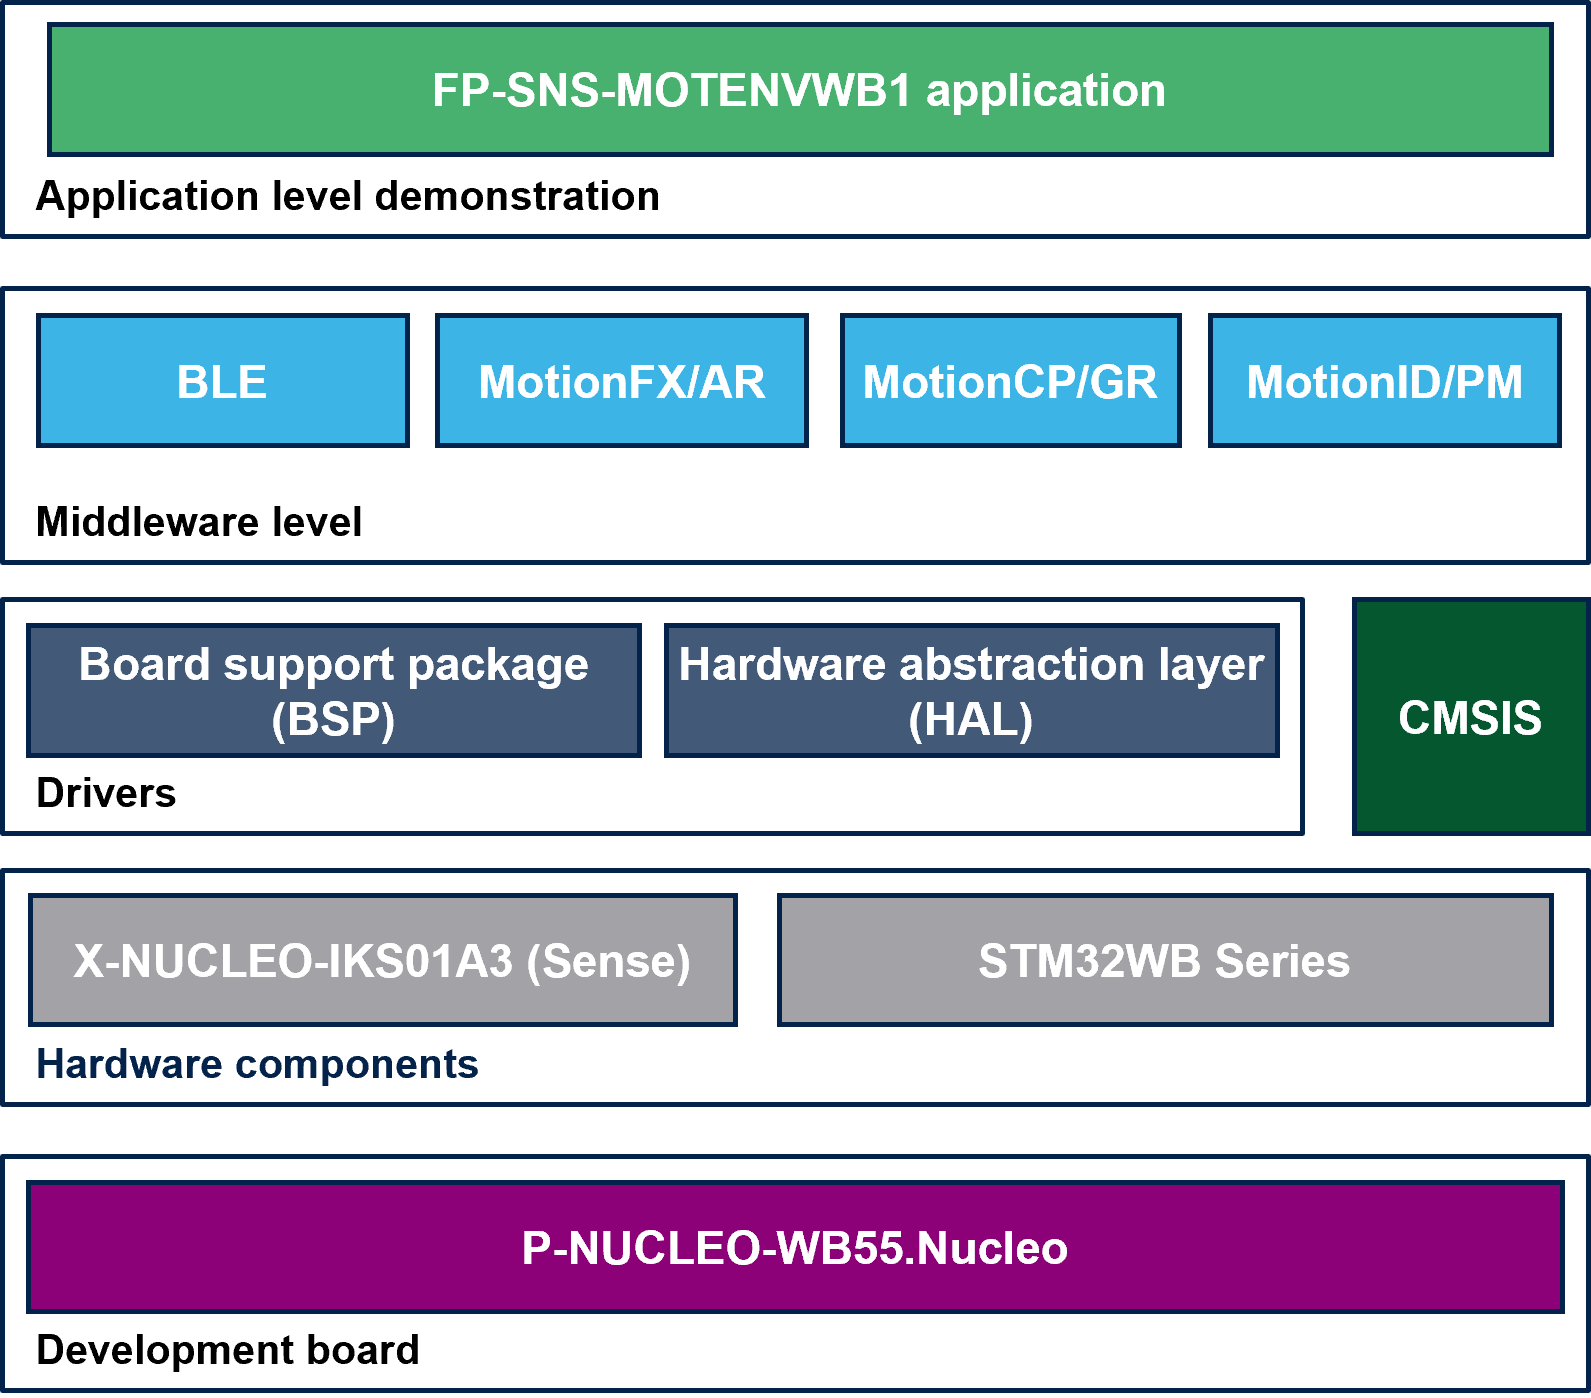 FP-SNS-MOTENVWB1 application
Application level demonstration
BLE
MotionFX/AR
MotionCP/GR
MotionID/PM
Middleware level
Board support package
(BSP)
Hardware abstraction layer
(HAL)
Drivers
CMSIS
X-NUCLEO-IKS01A3 (Sense)
STM32WB Series
Hardware components
P-NUCLEO-WB55.Nucleo
Development board